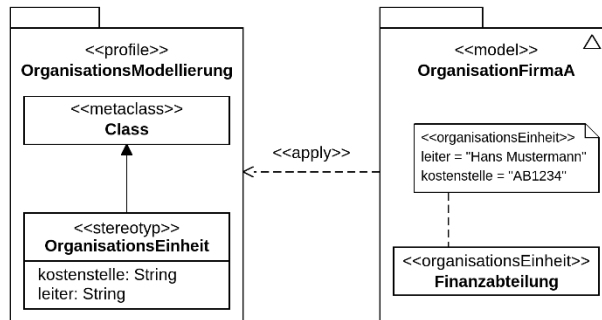 <<profile>>
OrganisationsModellierung
<<metaclass>>
Class
<<stereotyp>>
OrganisationsEinheit
kostenstelle: String
leiter: String
<<apply>>
<<model>>
OrganisationFirmaA
<<organisationsEinheit>>
leiter = "Hans Mustermann"
kostenstelle = "AB1234"
<<organisationsEinheit>>
Finanzabteilung